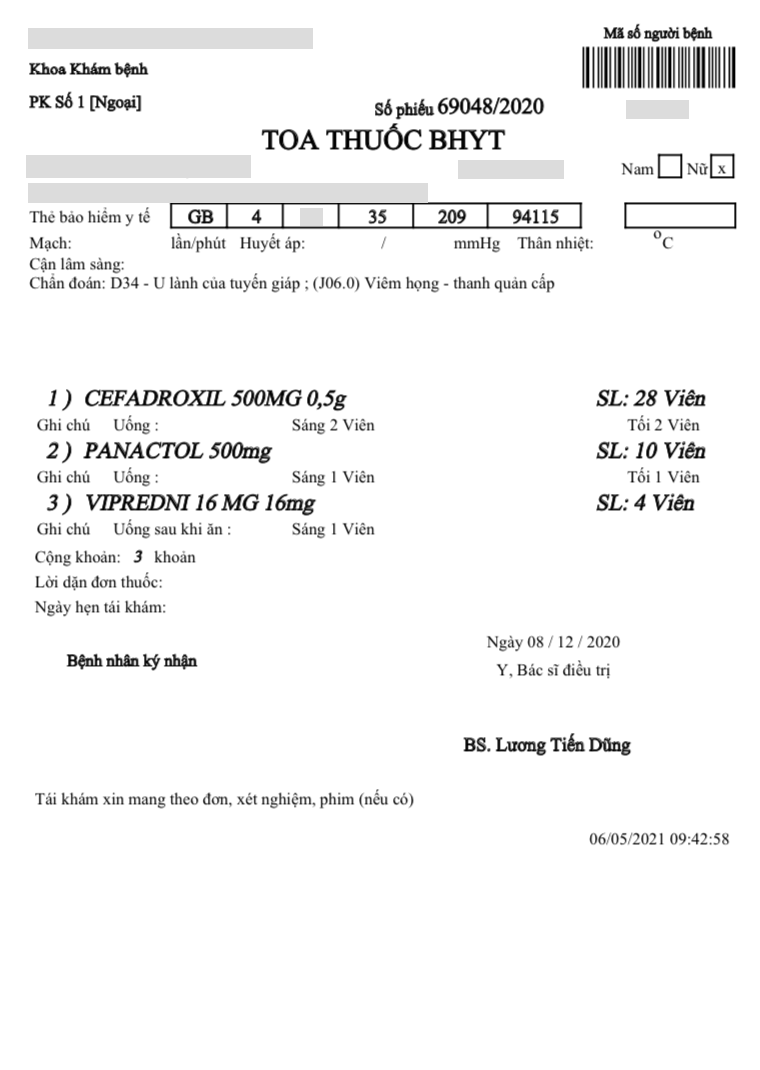 Mã số người bệnh
Khoa Khám bệnh
PK Số 1 [Ngoại]
Số phiếu 69048/2020
TOA THUỐC BHYT
Nam Nữ x
Thẻ bảo hiểm y tế GB 4 35 209 94115
Mạch: lần/phút Huyết áp: / mmHg Thân nhiệt: °C
Cận lâm sàng:
Chẩn đoán: D34 - U lành của tuyến giáp ; (J06.0) Viêm họng - thanh quản cấp
1 ) CEFADROXIL 500MG 0,5g SL: 28 Viên
Ghi chú Uống : Sáng 2 Viên Tối 2 Viên
2 ) PANACTOL 500mg SL: 10 Viên
Ghi chú Uống : Sáng 1 Viên Tối 1 Viên
3 ) VIPREDNI 16 MG 16mg SL: 4 Viên
Ghi chú Uống sau khi ăn : Sáng 1 Viên
Cộng khoản: 3 khoản
Lời dặn đơn thuốc:
Ngày hẹn tái khám:
Ngày 08 / 12 / 2020
Bệnh nhân ký nhận
Y, Bác sĩ điều trị
BS. Lương Tiến Dũng
Tái khám xin mang theo đơn, xét nghiệm, phim (nếu có)
06/05/2021 09:42:58